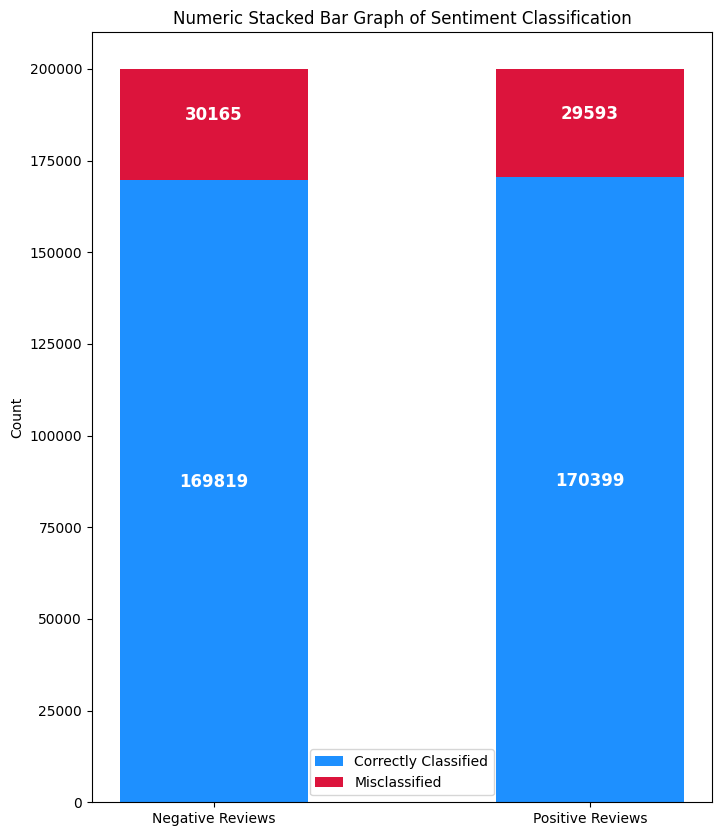 Numeric Stacked Bar Graph of Sentiment Classification
200000
175000
150000
125000
100000
75000
50000
25000
0
Count
30165
29593
169819
170399
Correctly Classified
Misclassified
Negative Reviews
Positive Reviews